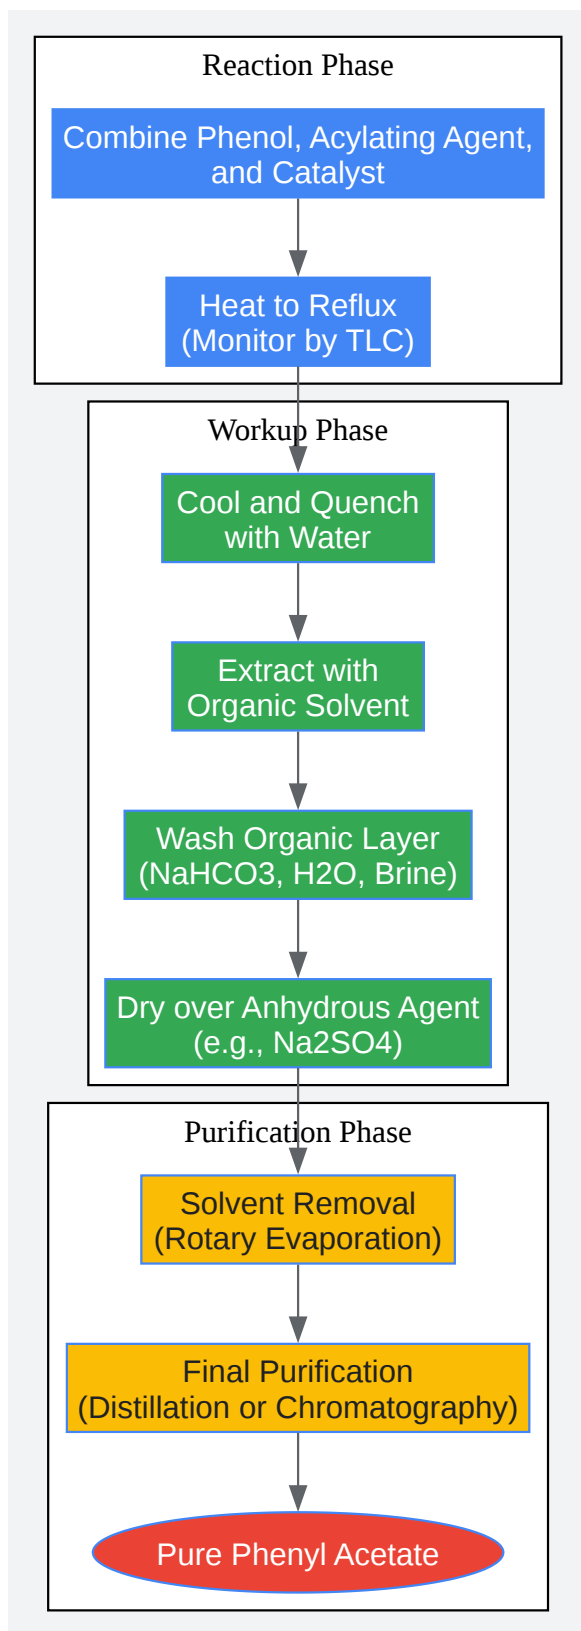 Reaction Phase
Combine Phenol, Acylating Agent,
and Catalyst
Heat to Reflux
(Monitor by TLC)
Workup Phase
Cool and Quench
with Water
Extract with
Organic Solvent
Wash Organic Layer
(NaHCO3, H2O, Brine)
Dry over Anhydrous Agent
(e.g., Na2SO4)
Purification Phase
Solvent Removal
(Rotary Evaporation)
Final Purification
(Distillation or Chromatography)
Pure Phenyl Acetate